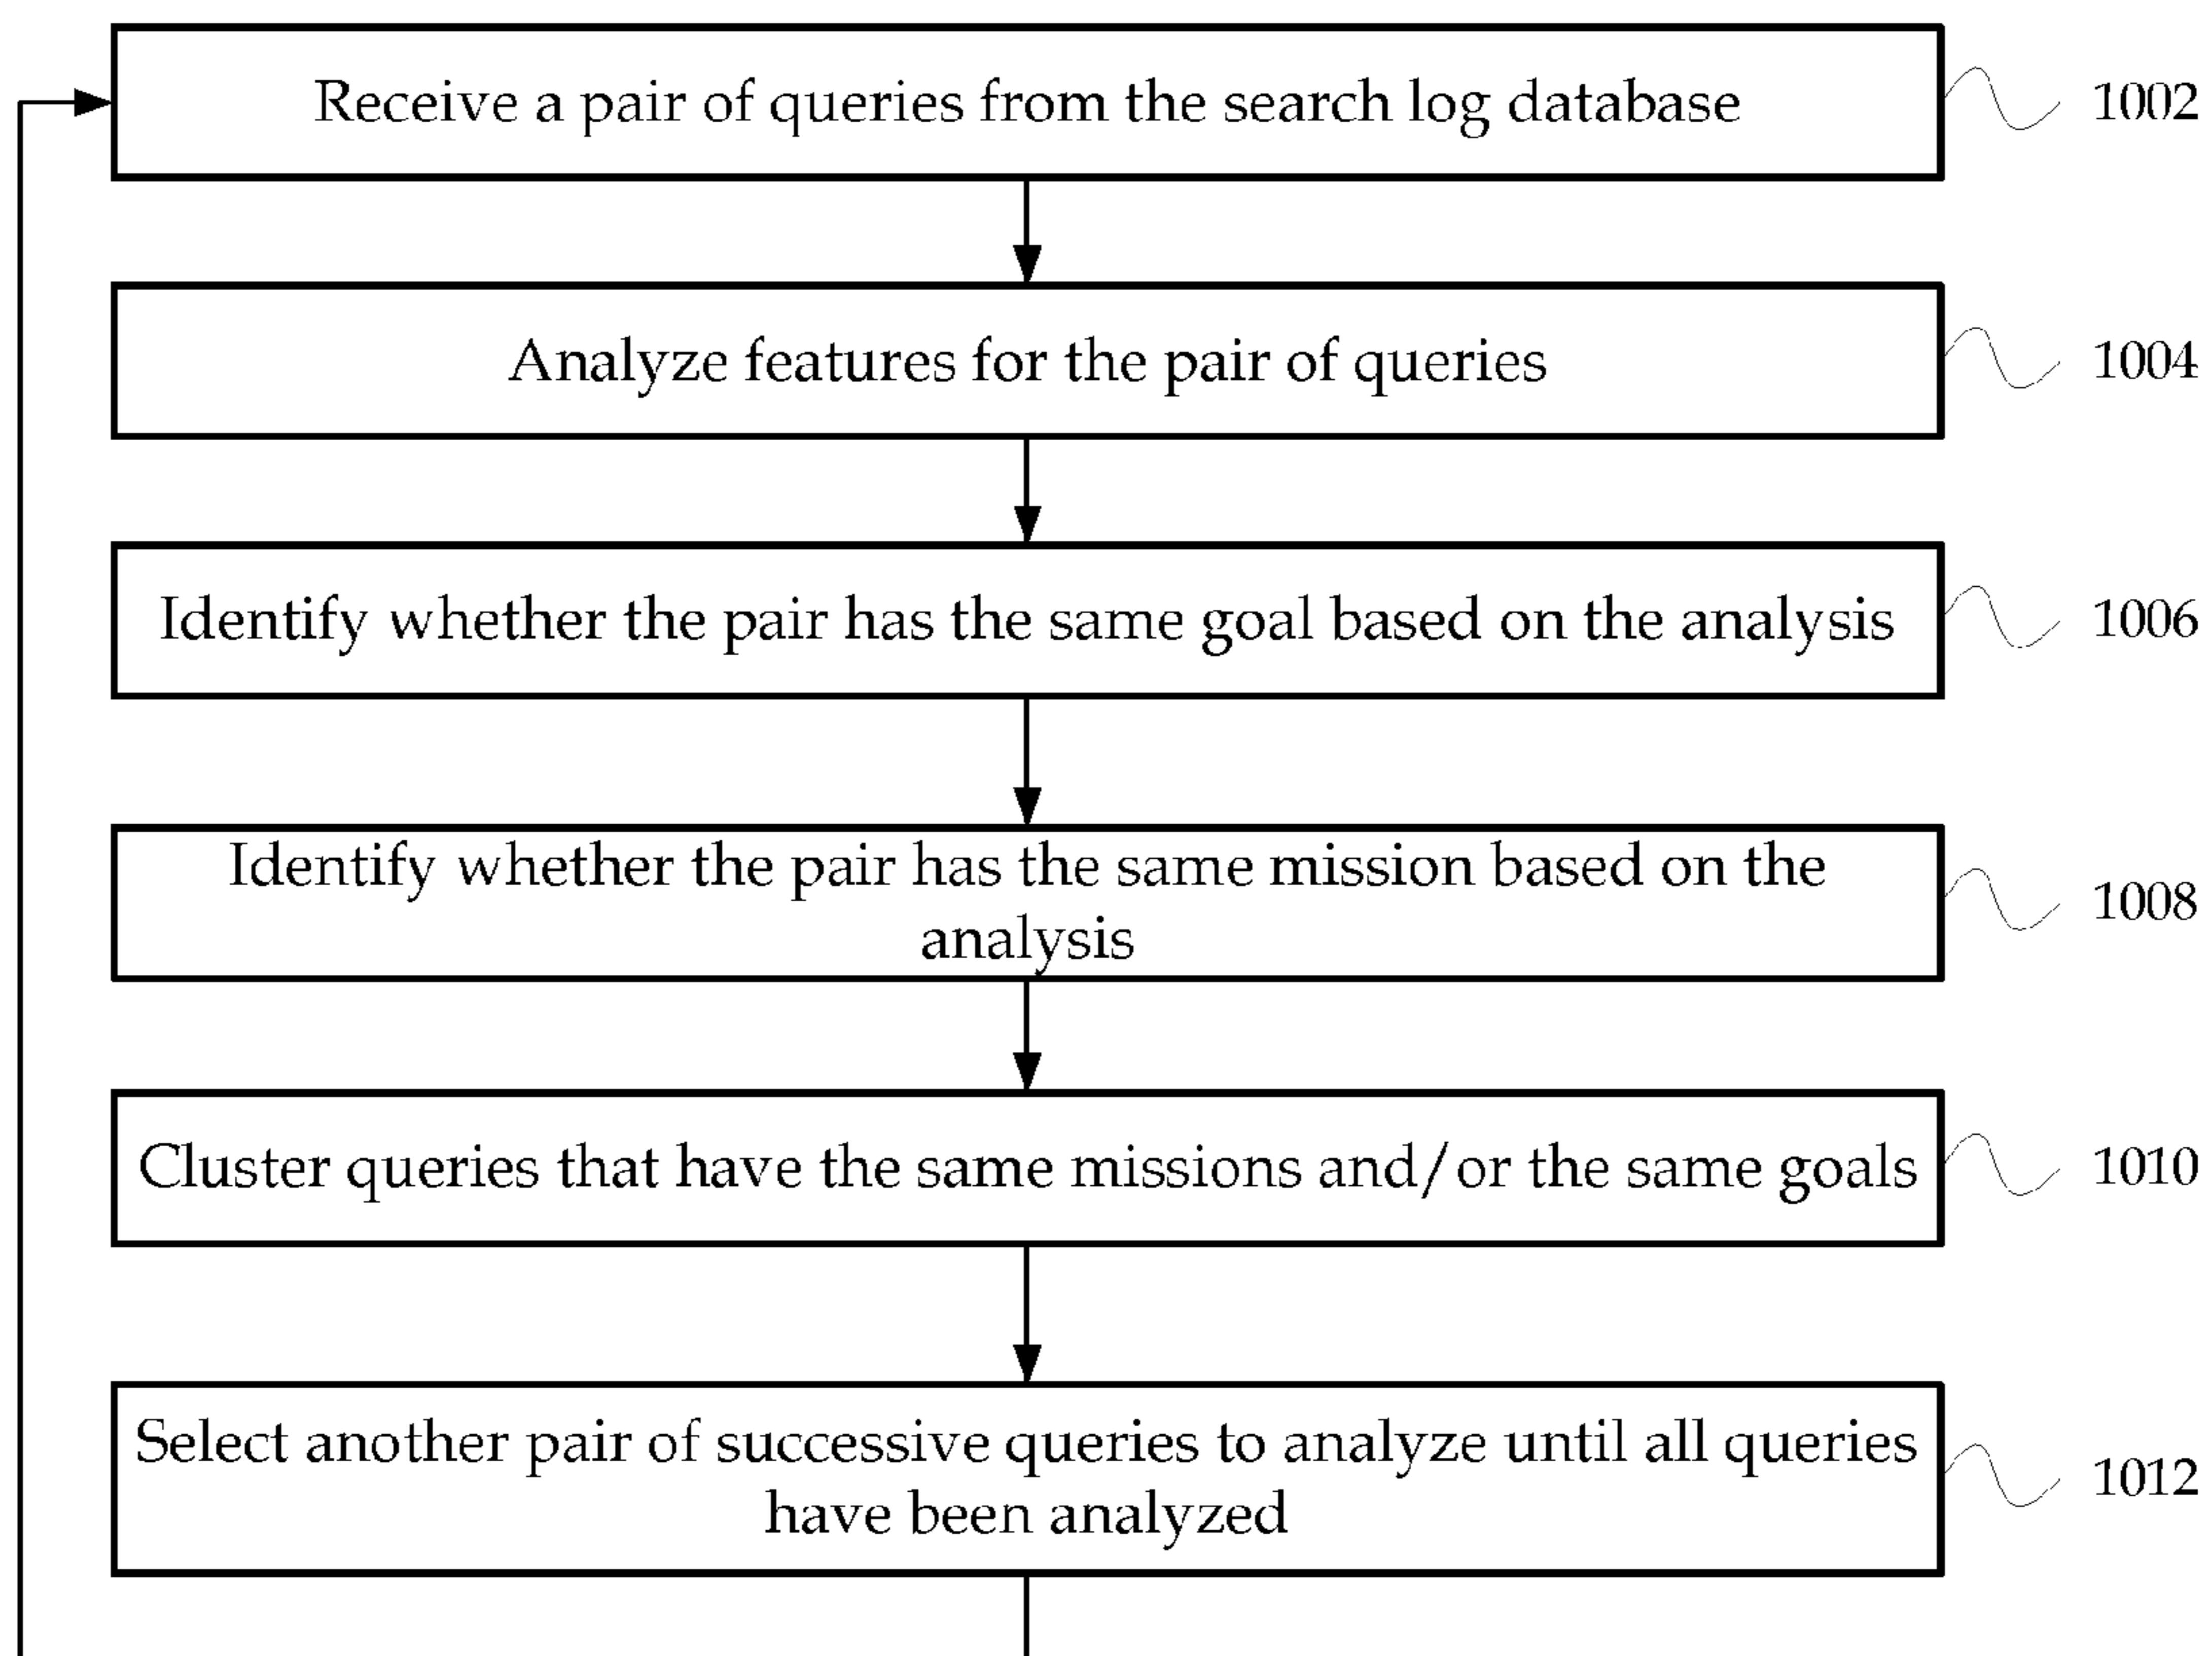 Receive a pair of queries from the search log database
1002
Analyze features for the pair of queries
1004
Identify whether the pair has the same goal based on the analysis
1006
Identify whether the pair has the same mission based on the
analysis
1008
Cluster queries that have the same missions and/or the same goals
1010
Select another pair of successive queries to analyze until all queries
have been analyzed
1012